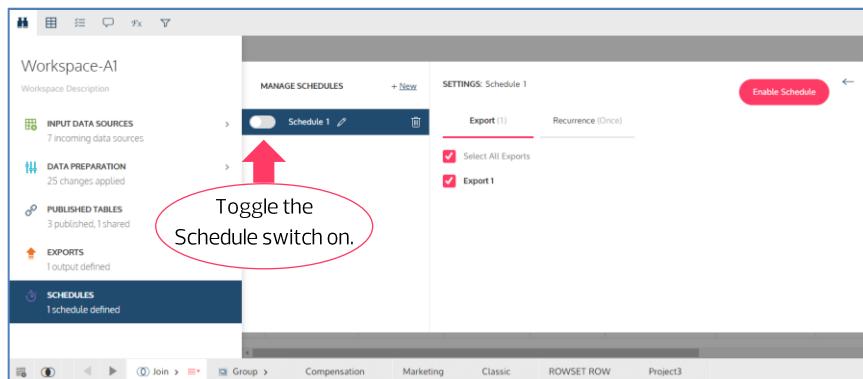 Fx
Workspace-A1
Workspace Description
INPUT DATA SOURCES
7 incoming data sources
DATA PREPARATION
25 changes applied
PUBLISHED TABLES
3 published, 1 shared
EXPORTS
1 output defined
SCHEDULES
1 schedule defined
MANAGE SCHEDULES
+ New
Schedule 1
Toggle the
Schedule switch on.
SETTINGS: Schedule 1
Enable Schedule
Export (1)
Recurrence (Once)
Select All Exports
Export 1
Join
Group
Compensation
Marketing
Classic
ROWSET ROW
Project3